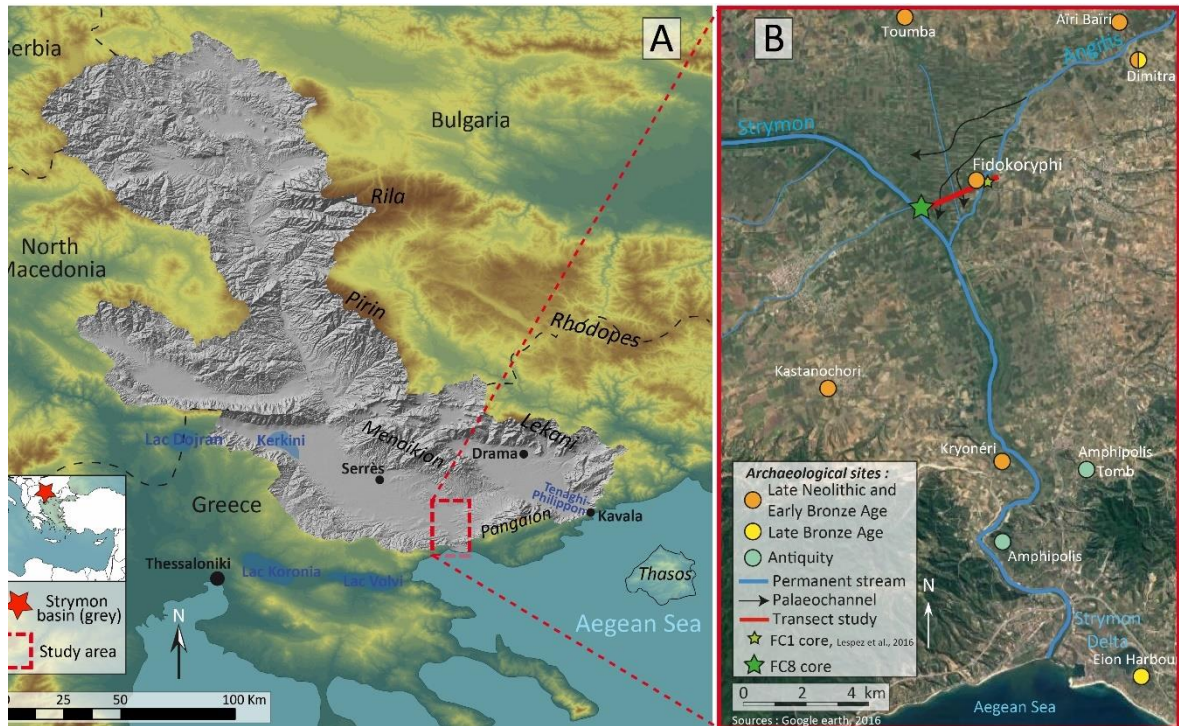 A
Serbia
Bulgaria
Rila
North
Macedonia
Pirin
Rhodopes
Lac Dojran
Kerkini
Menoikion
Lekani
Drama
Serrès
Greece
Tenaghi-
Philippon
Pangaion
Kavala
Thessaloniki
Lac Koronia
Lac Volvi
Thasos
Aegean Sea
N
Strymon
basin (grey)
Study area
0 25 50 100 Km
B
Toumba
Aïri Baïri
Angitis
Dimitra
Strymon
Fidokoryphi
Kastanochori
Kryonéri
Amphipolis
Tomb
Amphipolis
Strymon
Delta
Eion Harbour
Aegean Sea
Archaeological sites :
Late Neolithic and
Early Bronze Age
Late Bronze Age
Antiquity
Permanent stream
Palaeochannel
Transect study
FC1 core, Lespez et al., 2016
FC8 core
N
0 2 4 km
Sources : Google earth, 2016